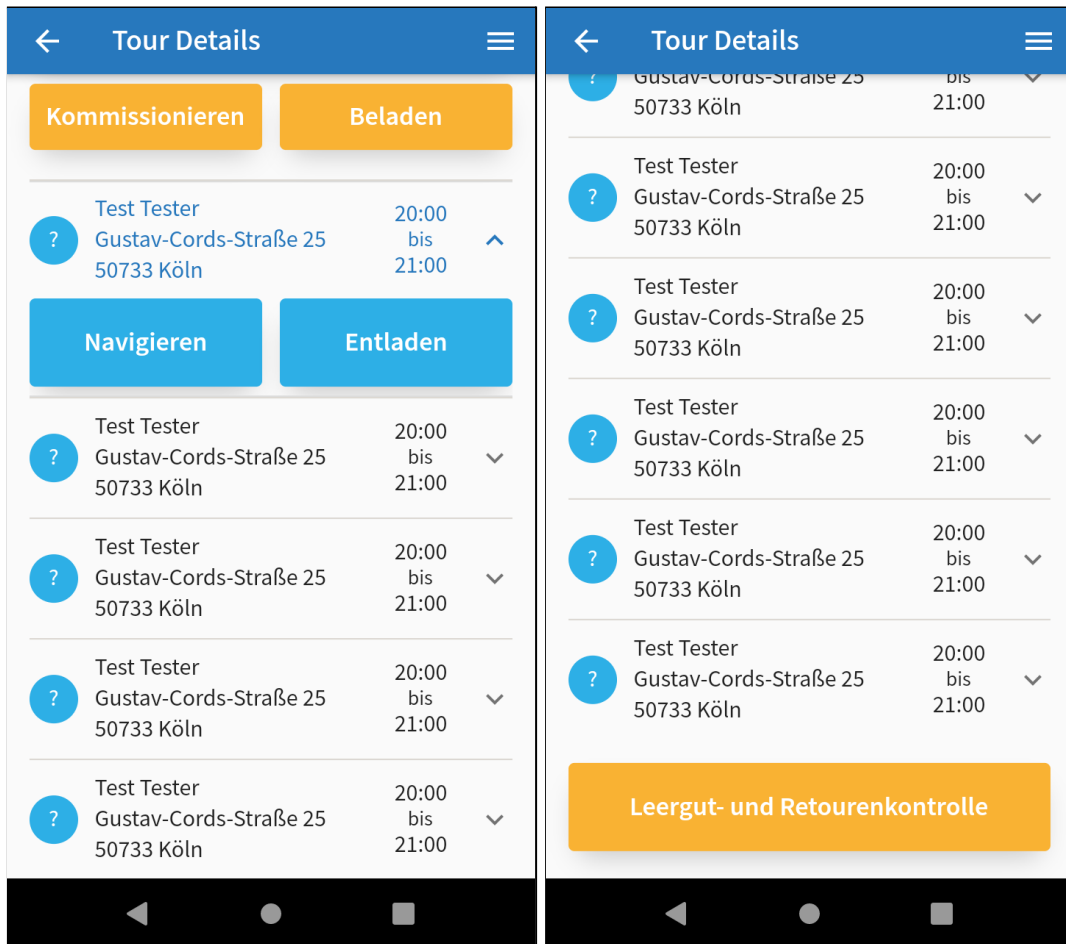 Tour Details
Kommissionieren Beladen
?
Test Tester
Gustav-Cords-Straße 25
50733 Köln
20:00
bis
21:00
Navigieren Entladen
?
Test Tester
Gustav-Cords-Straße 25
50733 Köln
20:00
bis
21:00
?
Test Tester
Gustav-Cords-Straße 25
50733 Köln
20:00
bis
21:00
?
Test Tester
Gustav-Cords-Straße 25
50733 Köln
20:00
bis
21:00
?
Test Tester
Gustav-Cords-Straße 25
50733 Köln
20:00
bis
21:00
Tour Details
?
Gustav-Cords-Straße 25
50733 Köln
bis
21:00
?
Test Tester
Gustav-Cords-Straße 25
50733 Köln
20:00
bis
21:00
?
Test Tester
Gustav-Cords-Straße 25
50733 Köln
20:00
bis
21:00
?
Test Tester
Gustav-Cords-Straße 25
50733 Köln
20:00
bis
21:00
?
Test Tester
Gustav-Cords-Straße 25
50733 Köln
20:00
bis
21:00
?
Test Tester
Gustav-Cords-Straße 25
50733 Köln
20:00
bis
21:00
Leergut- und Retourenkontrolle